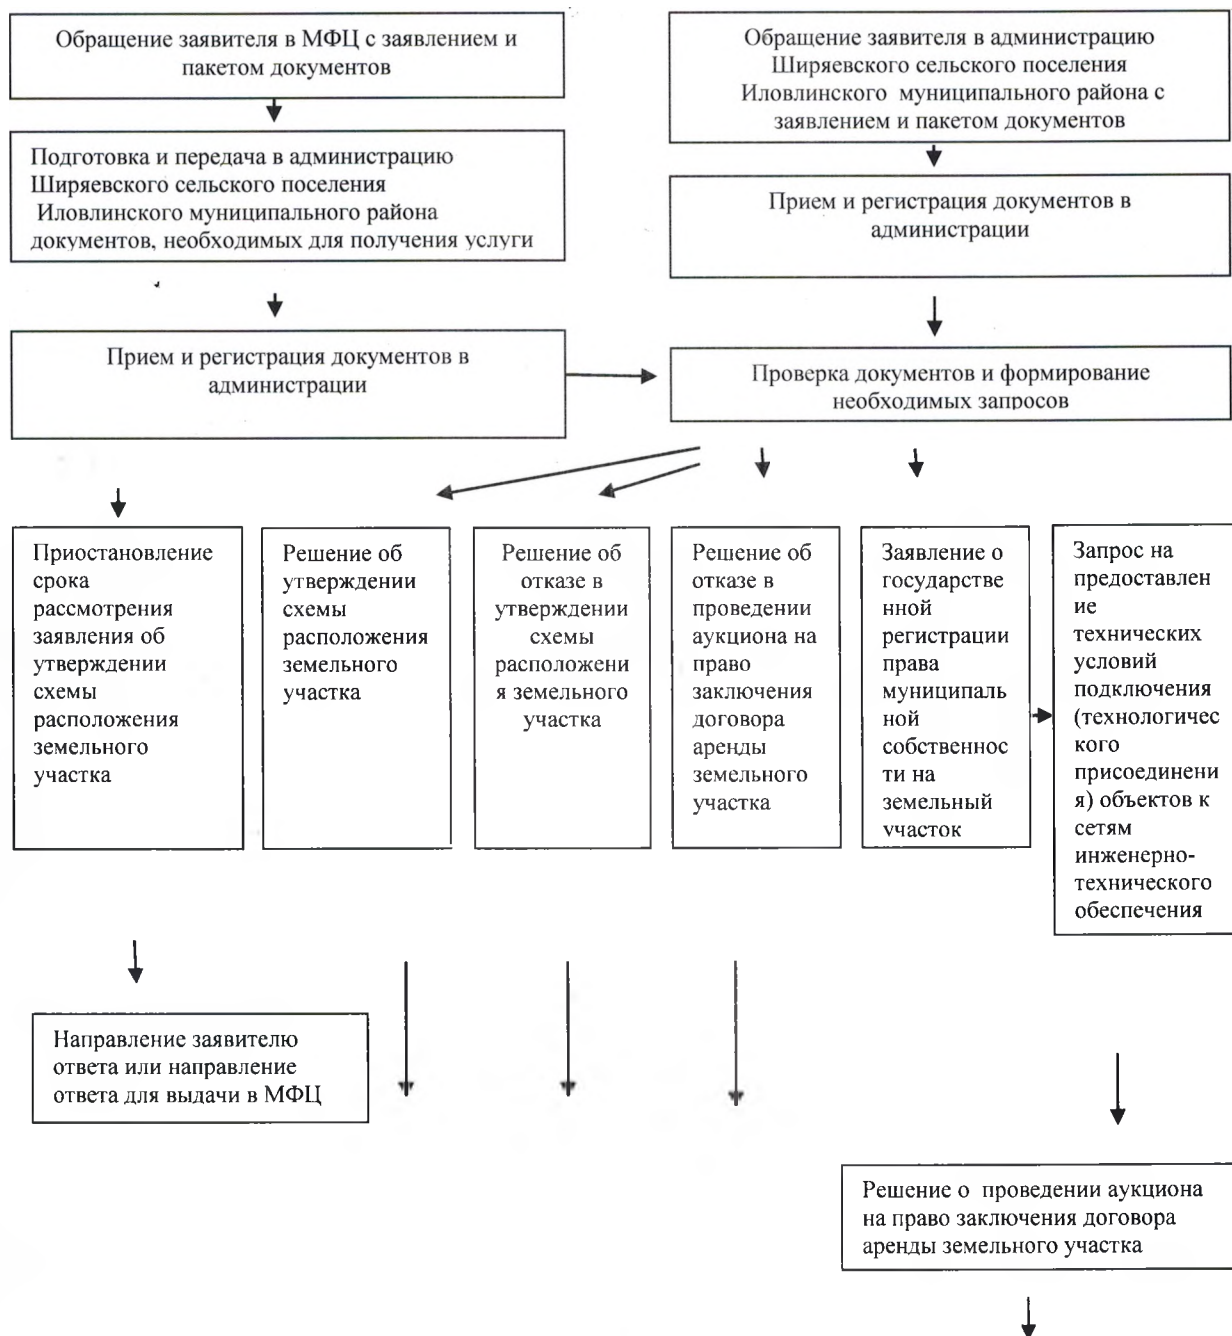 Обращение заявителя в МФЦ с заявлением и
пакетом документов
Обращение заявителя в администрацию
Ширяевского сельского поселения
Иловлинского муниципального района с
заявлением и пакетом документов
Подготовка и передача в администрацию
Ширяевского сельского поселения
Иловлинского муниципального района
документов, необходимых для получения услуги
Прием и регистрация документов в
администрации
Прием и регистрация документов в
администрации
Проверка документов и формирование
необходимых запросов
Приостановление
срока
рассмотрения
заявления об
утверждении
схемы
расположения
земельного
участка
Решение об
утверждении
схемы
расположения
земельного
участка
Решение об
отказе в
утверждении
схемы
расположени
я земельного
участка
Решение об
отказе в
проведении
аукциона на
право
заключения
договора
аренды
земельного
участка
Заявление о
государстве
нной
регистрации
права
муниципаль
ной
собственнос
ти на
земельный
участок
Запрос на
предоставлен
ие
технических
условий
подключения
(технологичес
кого
присоединени
я) объектов к
сетям
инженерно-
технического
обеспечения
Направление заявителю
ответа или направление
ответа для выдачи в МФЦ
Решение о проведении аукциона
на право заключения договора
аренды земельного участка